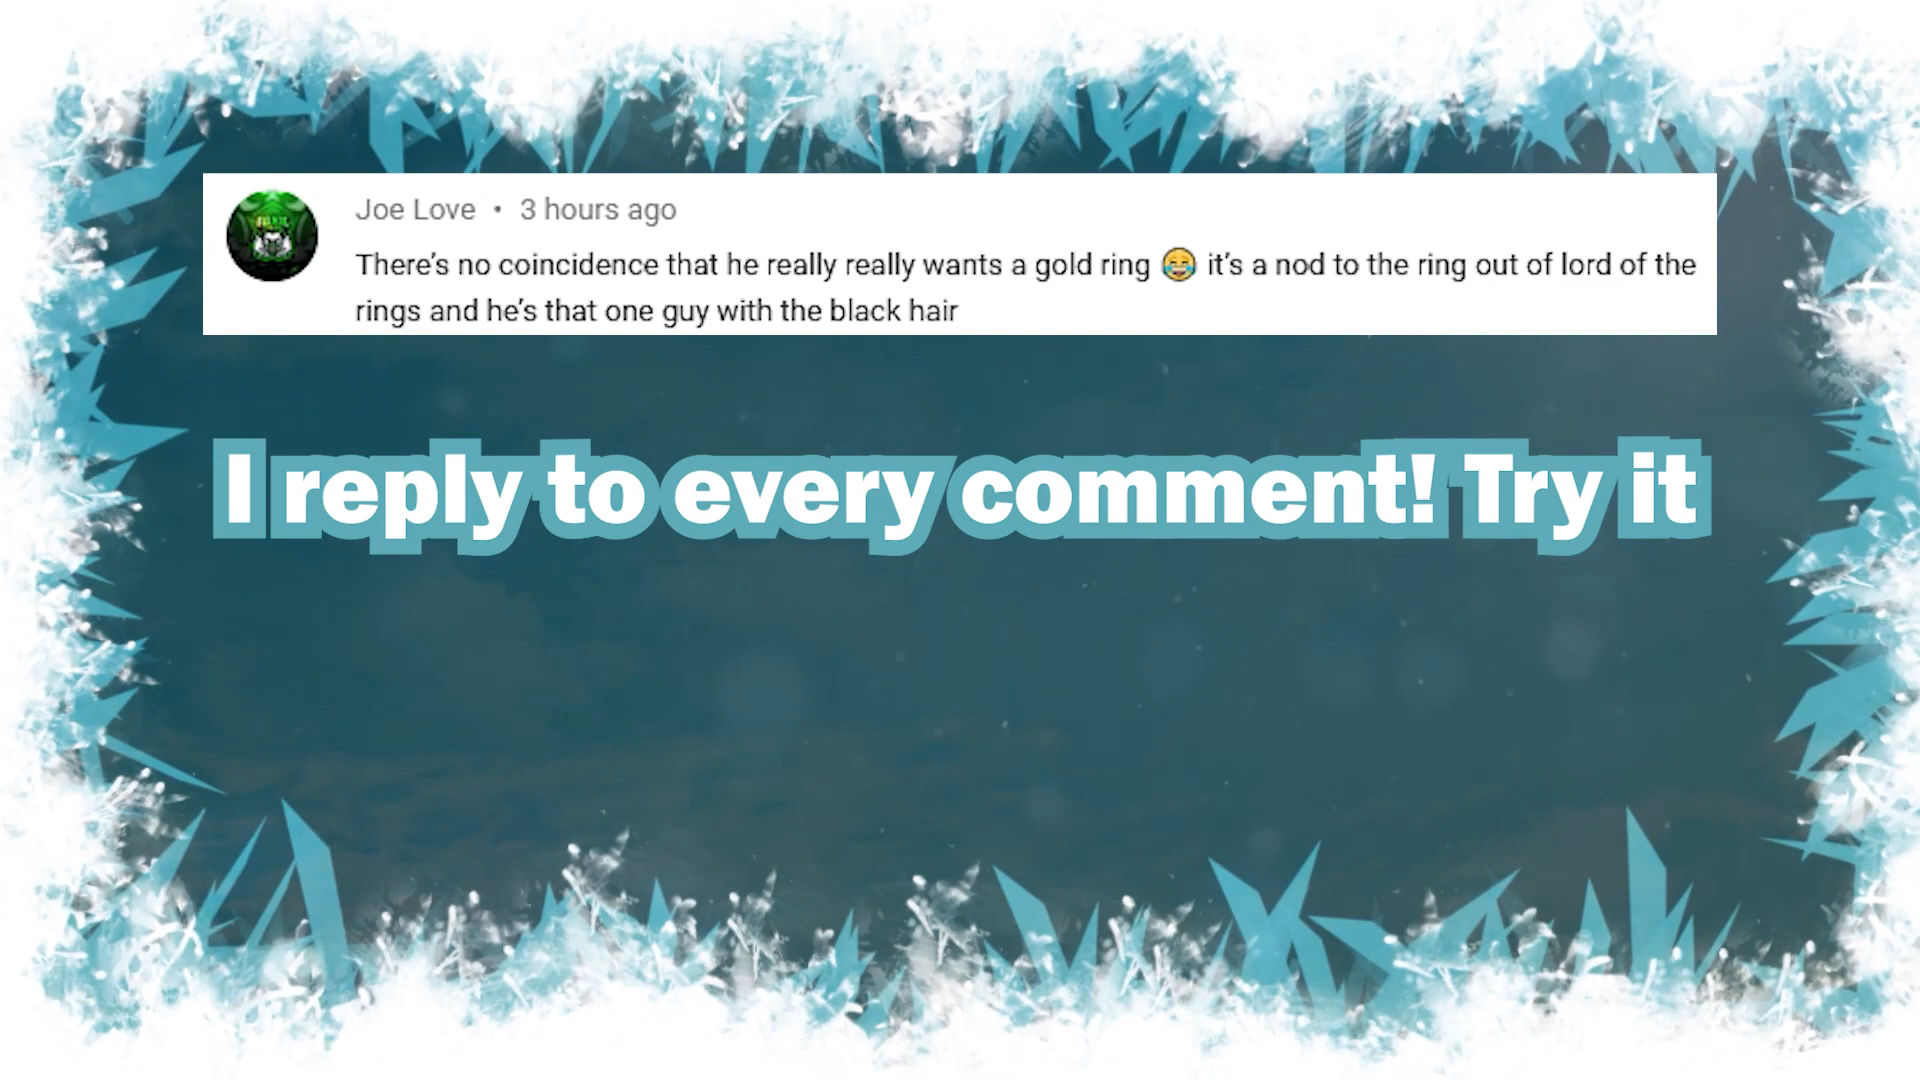 Joe Love • 3 hours ago
There's no coincidence that he really really wants a gold ring 😂 it's a nod to the ring out of lord of the
rings and he's that one guy with the black hair
I reply to every comment! Try it